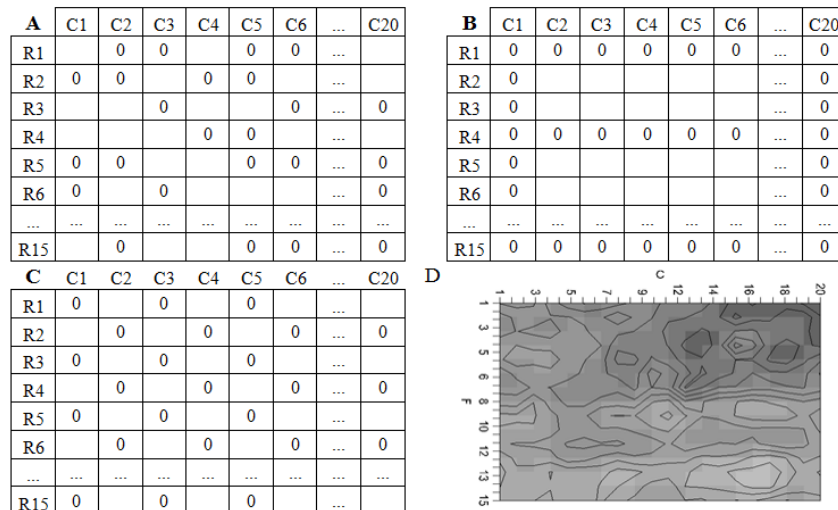 A C1 C2 C3 C4 C5 C6 ... C20
R1 0 0 0 0 ...
R2 0 0 0 0 ...
R3 0 0 ... 0
R4 0 0 ...
R5 0 0 0 0 ... 0
R6 0 0 ... 0
... ... ... ... ... ... ... ... ...
R15 0 0 0 ... 0
B C1 C2 C3 C4 C5 C6 ... C20
R1 0 0 0 0 0 0 ... 0
R2 0 ... 0
R3 0 ... 0
R4 0 0 0 0 0 0 ... 0
R5 0 ... 0
R6 0 ... 0
... ... ... ... ... ... ... ... ...
R15 0 0 0 0 0 0 ... 0
C C1 C2 C3 C4 C5 C6 ... C20
R1 0 0 0 ...
R2 0 0 0 ... 0
R3 0 0 0 ...
R4 0 0 0 ... 0
R5 0 0 0 ...
R6 0 0 0 ... 0
... ... ... ... ... ... ... ... ...
R15 0 0 0 ...
D
C
1 3 5 7 9 12 14 16 18 20
F
1
3
5
6
8
10
12
13
15